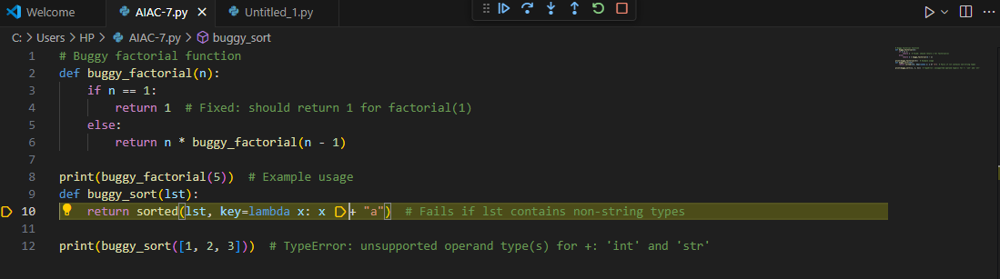 Welcome AIAC-7.py Untitled_1.py
C: > Users > HP > AIAC-7.py > buggy_sort
1 # Buggy factorial function
2 def buggy_factorial(n):
3     if n == 1:
4         return 1  # Fixed: should return 1 for factorial(1)
5     else:
6         return n * buggy_factorial(n - 1)
7
8 print(buggy_factorial(5))  # Example usage
9 def buggy_sort(lst):
10     return sorted(lst, key=lambda x: x + "a")  # Fails if lst contains non-string types
11
12 print(buggy_sort([1, 2, 3]))  # TypeError: unsupported operand type(s) for +: 'int' and 'str'